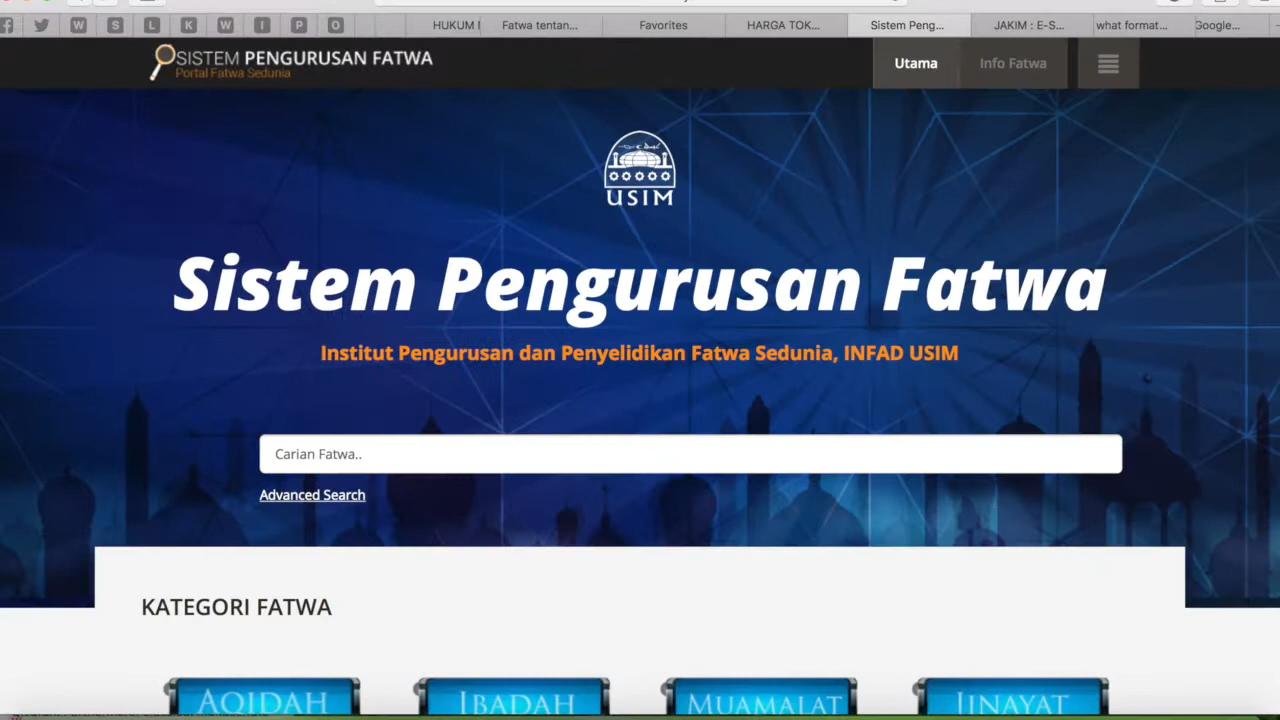 W S L K W I P O HUKUM Fatwa tentan... Favorites HARGA TOK... Sistem Peng... JAKIM : E-S... what format... Google...
SISTEM PENGURUSAN FATWA
Portal Fatwa Sedunia
Utama Info Fatwa
USIM
Sistem Pengurusan Fatwa
Institut Pengurusan dan Penyelidikan Fatwa Sedunia, INFAD USIM
Carian Fatwa..
Advanced Search
KATEGORI FATWA
AQIDAH IBADAH MUAMALAT JINAYAT